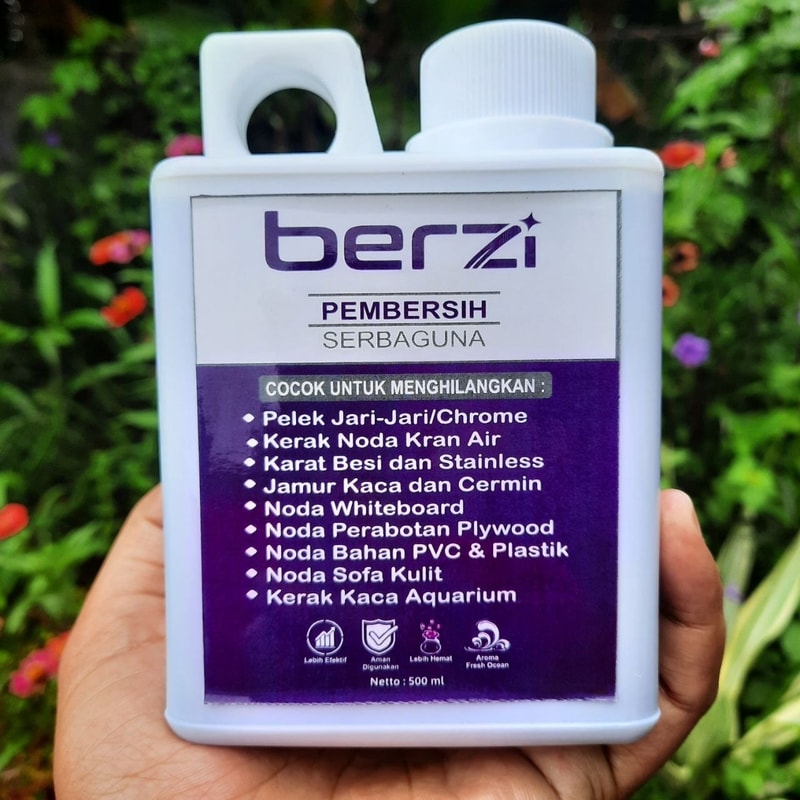 berzi
PEMBERSIH
SERBAGUNA
COCOK UNTUK MENGHILANGKAN :
Pelek Jari-Jari/Chrome
Kerak Noda Kran Air
Karat Besi dan Stainless
Jamur Kaca dan Cermin
Noda Whiteboard
Noda Perabotan Plywood
Noda Bahan PVC & Plastik
Noda Sofa Kulit
Kerak Kaca Aquarium
Lebih Efektif
Aman
Digunakan
Lebih Hemat
Aroma
Fresh Ocean
Netto : 500 ml